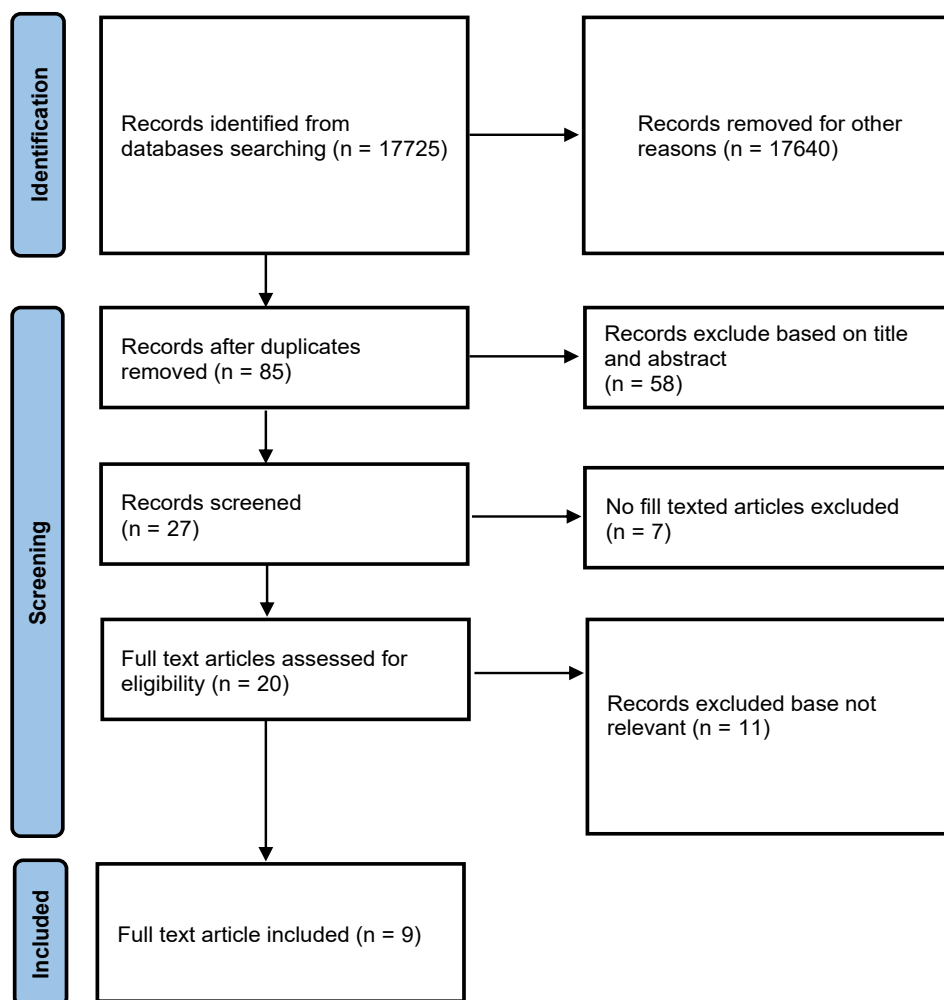 Identification
Records identified from
databases searching (n = 17725)
Records removed for other
reasons (n = 17640)
Screening
Records after duplicates
removed (n = 85)
Records exclude based on title
and abstract
(n = 58)
Records screened
(n = 27)
No fill texted articles excluded
(n = 7)
Full text articles assessed for
eligibility (n = 20)
Records excluded base not
relevant (n = 11)
Included
Full text article included (n = 9)